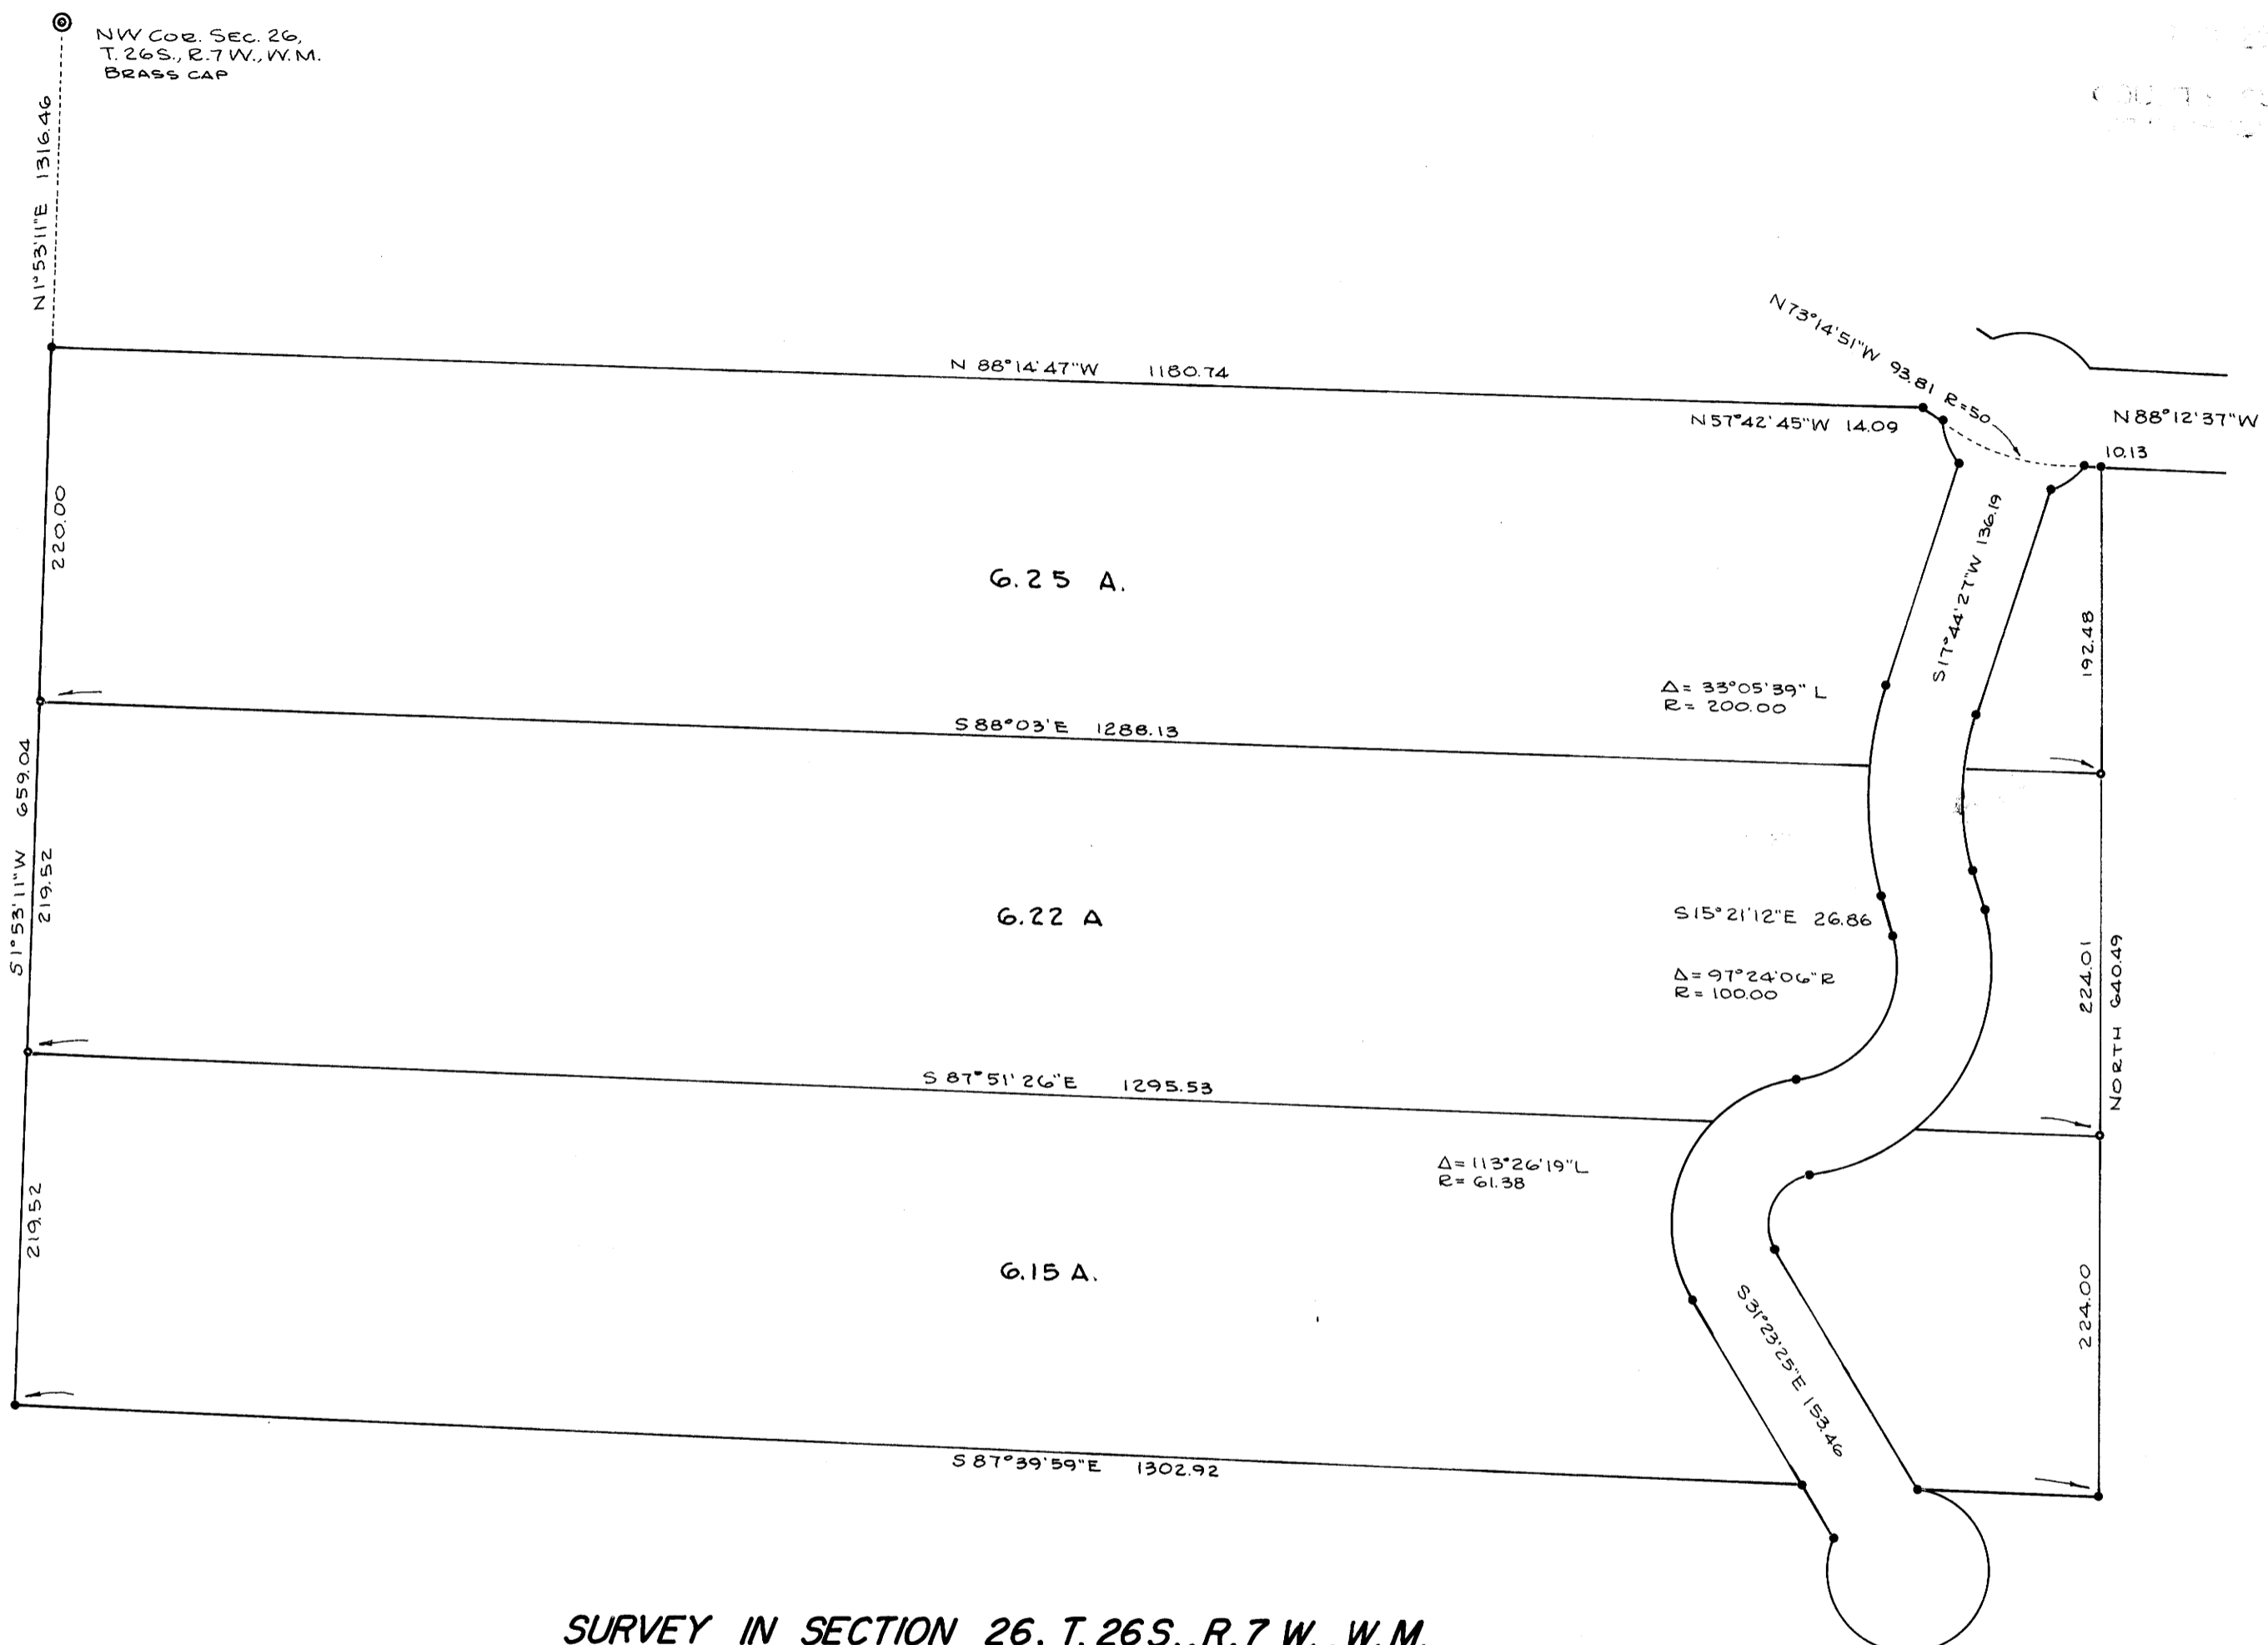 NW COR. SEC. 26,
T. 26S., R. 7 W., W.M.
BRASS CAP
N1°53'11"E 1316.46
N 88°14'47"W 1180.74
N73°14'51"W 93.81 R=50
N57°42'45"W 14.09
N88°12'37"W
10.13
220.00
6.25 A.
S17°44'27"W 136.19
192.48
Δ= 33°05'39" L
R= 200.00
S88°03'E 1288.13
S1°53'11"W 659.04
219.52
6.22 A
S15°21'12"E 26.86
Δ= 97°24'06"R
R= 100.00
224.01
NORTH 640.49
S 87°51'26"E 1295.53
Δ= 113°26'19"L
R= 61.38
219.52
6.15 A.
S31°23'25"E 153.46
224.00
S 87°39'59"E 1302.92
SURVEY IN SECTION 26, T. 26S., R. 7 W., W.M.